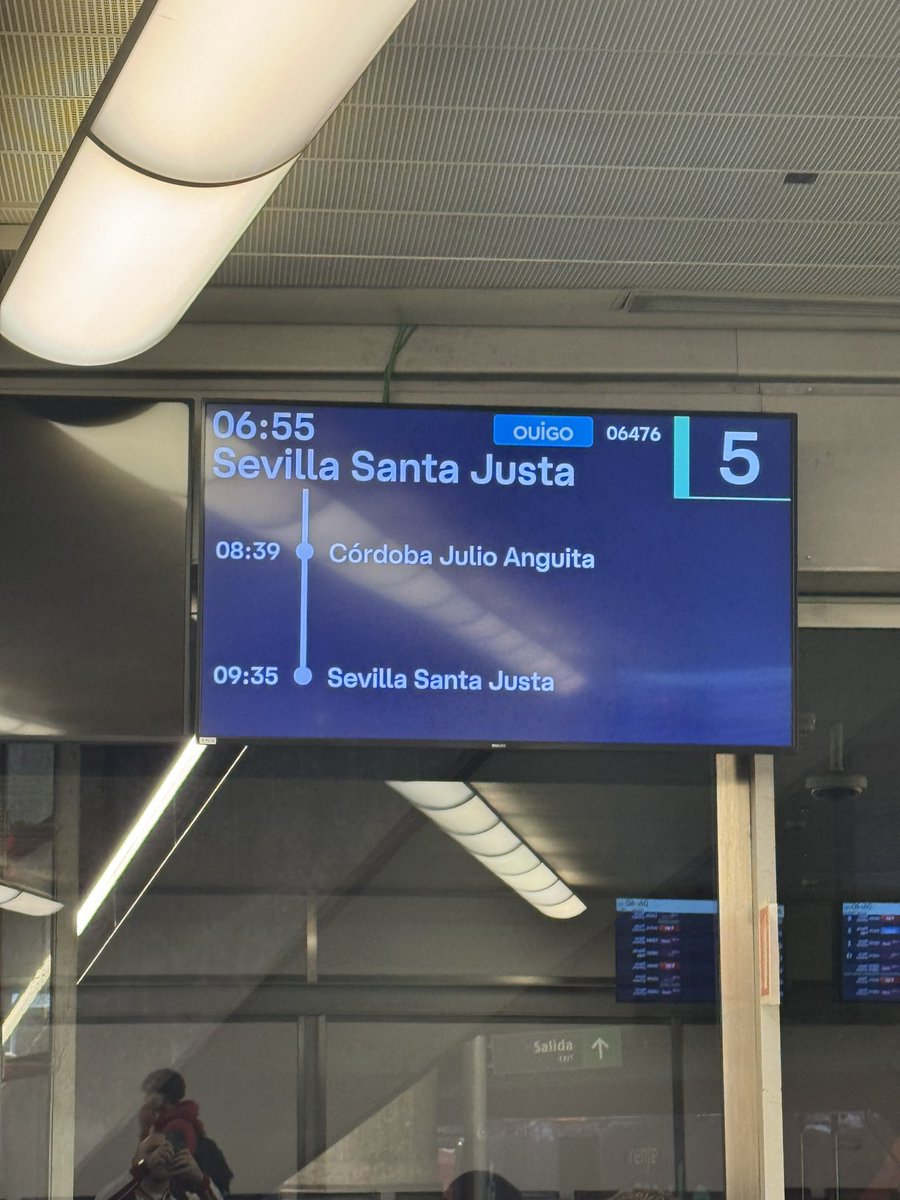 06:55 OUIGO 06476 5
Sevilla Santa Justa
08:39 Córdoba Julio Anguita
09:35 Sevilla Santa Justa
Salida
EXIT